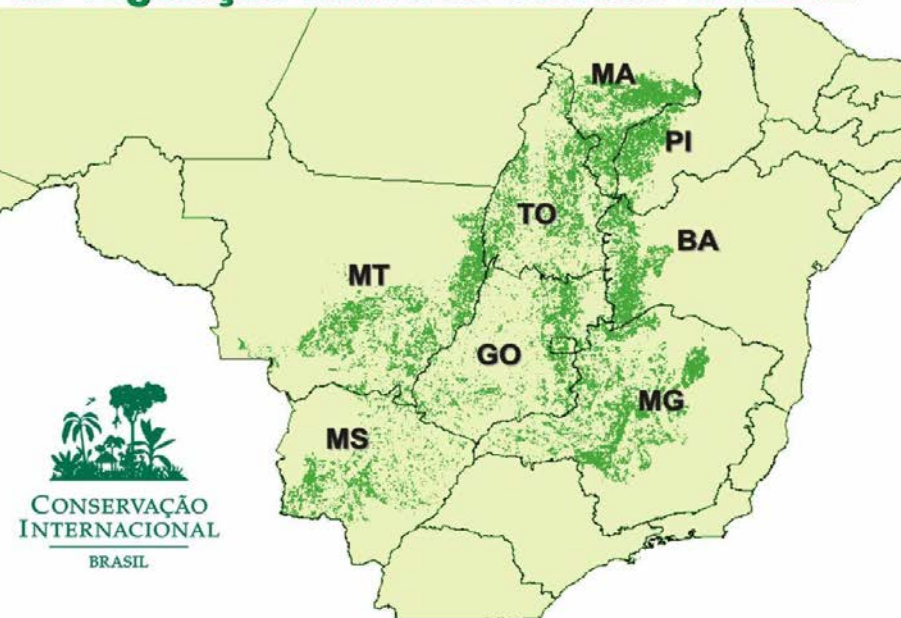 MA
PI
TO
BA
MT
GO
MG
MS
CONSERVAÇÃO
INTERNACIONAL
BRASIL